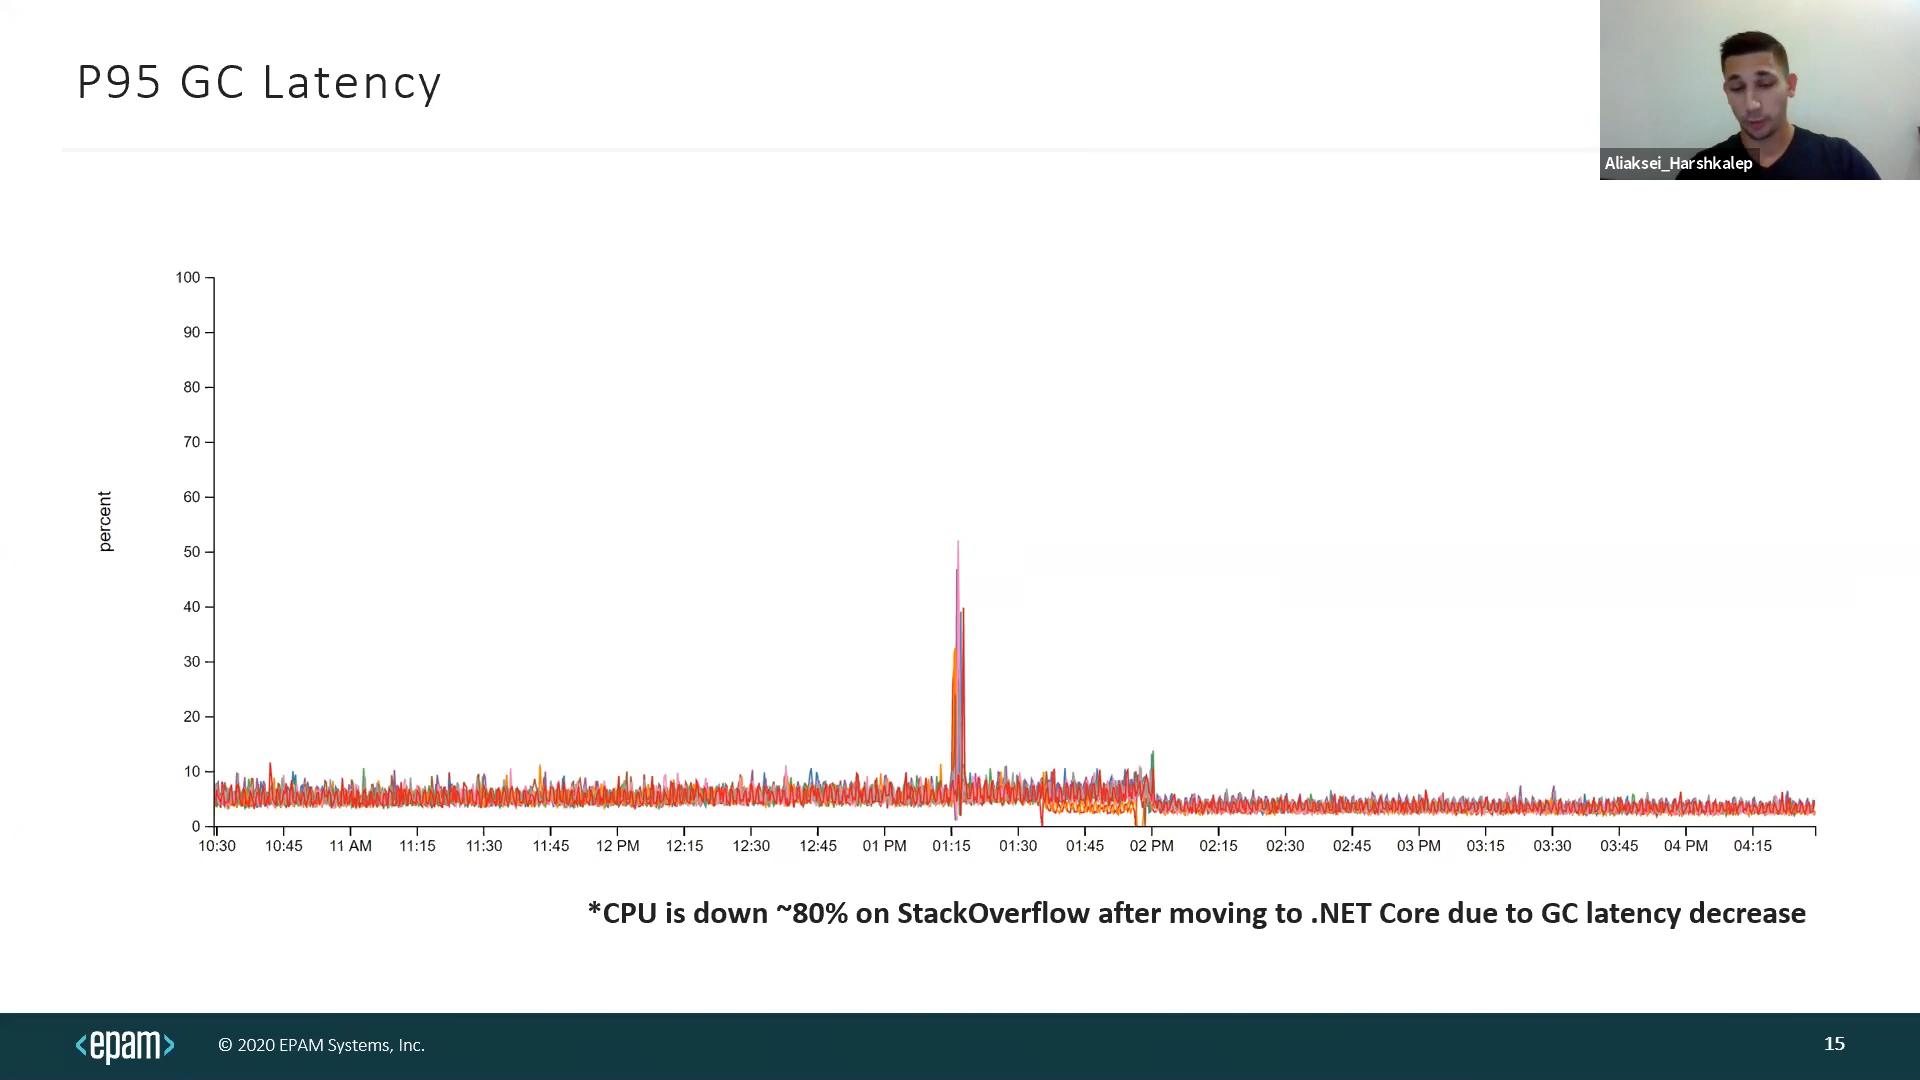 P95 GC Latency
Aliaksei_Harshkalep
percent
100
90
80
70
60
50
40
30
20
10
0
10:30 10:45 11 AM 11:15 11:30 11:45 12 PM 12:15 12:30 12:45 01 PM 01:15 01:30 01:45 02 PM 02:15 02:30 02:45 03 PM 03:15 03:30 03:45 04 PM 04:15
*CPU is down ~80% on StackOverflow after moving to .NET Core due to GC latency decrease
<epam> © 2020 EPAM Systems, Inc. 15